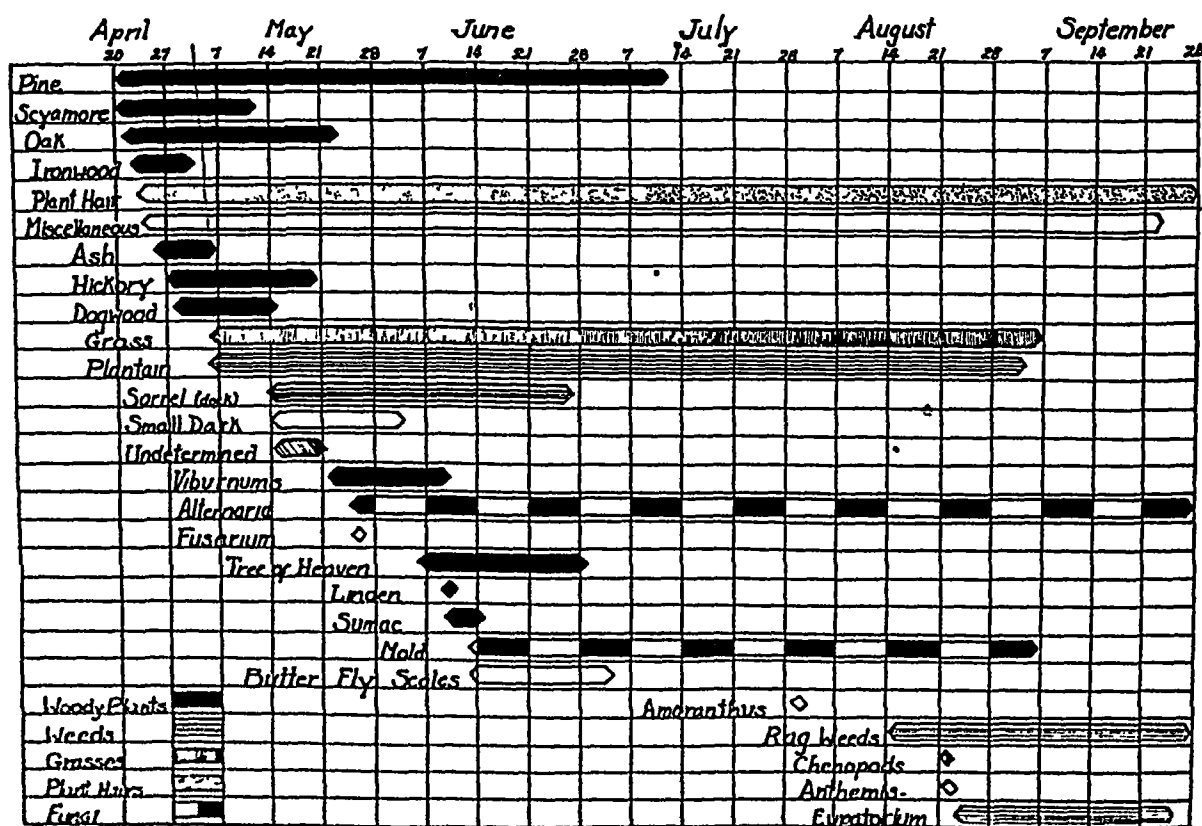 April May June July August September
20 27 7 14 21 28 7 14 21 28 7 14 21 28 7 14 21 28 7 14 21 28
Pine
Scyamore
Oak
Ironwood
Plant Hair
Miscellaneous
Ash
Hickory
Dogwood
Grass
Plantain
Sorrel (dock)
Small Dark
Undetermined
Viburnums
Alternaria
Fusarium
Tree of Heaven
Linden
Sumac
Mold
Butter Fly Scales
Woody Plants Amaranthus
Weeds Rag Weeds
Grasses Chenopods
Plant Hairs Anthemis-
Fungal Eupatorium